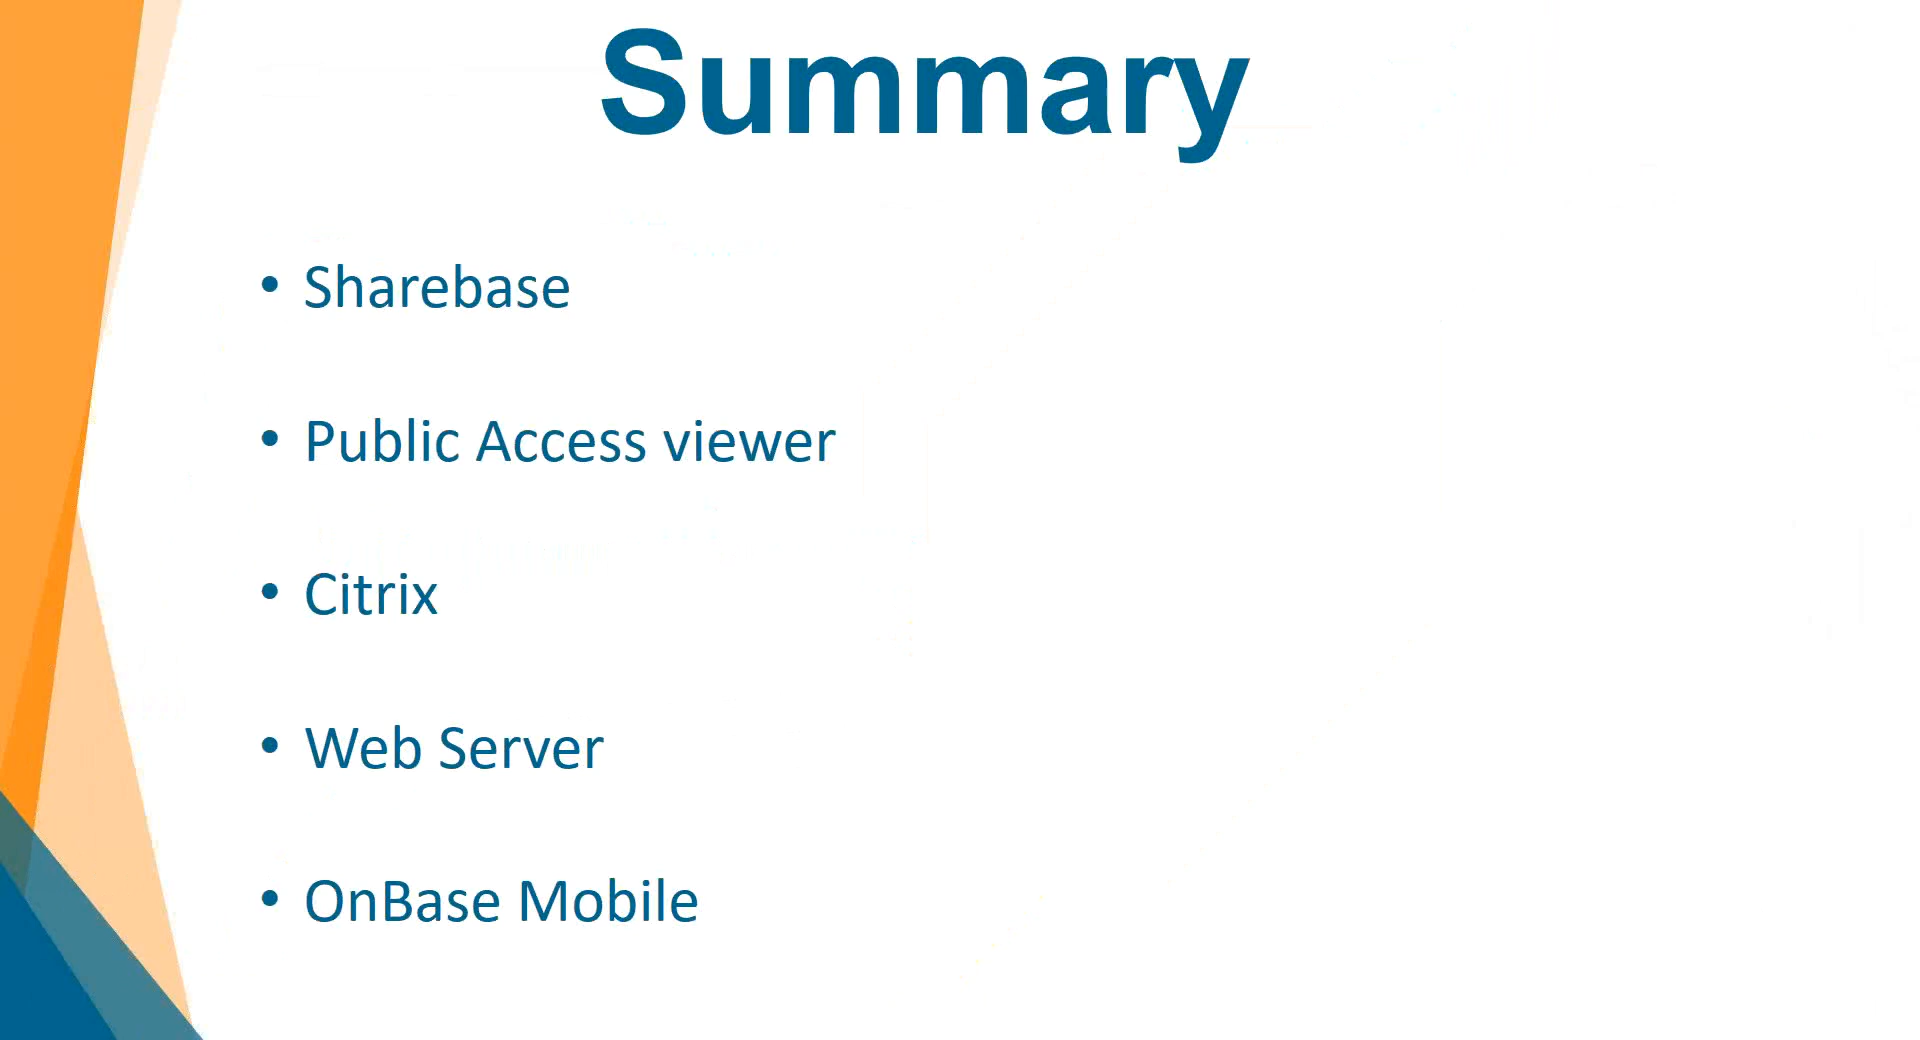 Summary
• Sharebase
• Public Access viewer
• Citrix
• Web Server
• OnBase Mobile